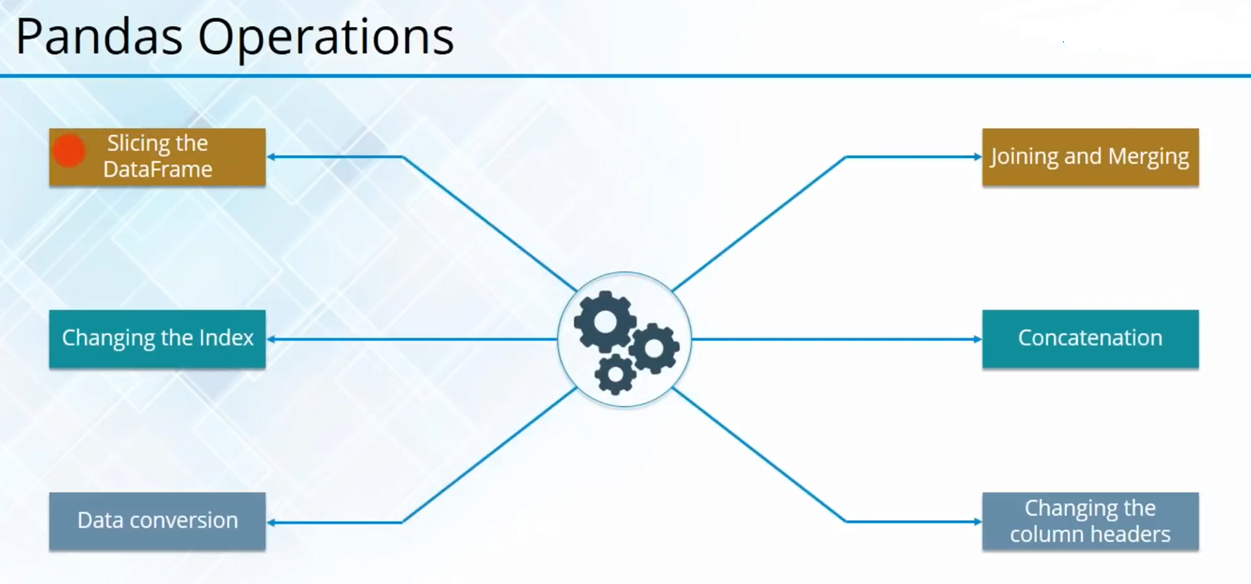 Pandas Operations
Slicing the
DataFrame
Joining and Merging
Changing the Index
Concatenation
Data conversion
Changing the
column headers